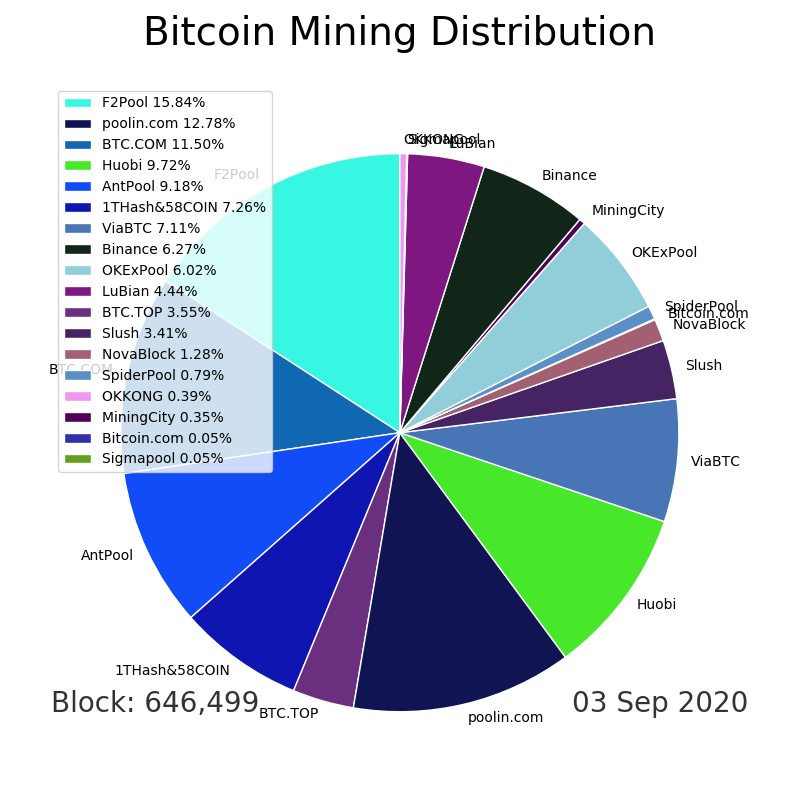 Bitcoin Mining Distribution
F2Pool 15.84%
poolin.com 12.78%
BTC.COM 11.50%
Huobi 9.72%
AntPool 9.18%
1THash&58COIN 7.26%
ViaBTC 7.11%
Binance 6.27%
OKExPool 6.02%
LuBian 4.44%
BTC.TOP 3.55%
Slush 3.41%
NovaBlock 1.28%
SpiderPool 0.79%
OKKONG 0.39%
MiningCity 0.35%
Bitcoin.com 0.05%
Sigmapool 0.05%
F2Pool
OKKONG
Sigmapool
LuBian
Binance
MiningCity
OKExPool
SpiderPool
Bitcoin.com
NovaBlock
Slush
ViaBTC
Huobi
poolin.com
BTC.TOP
1THash&58COIN
AntPool
BTC.COM
Block: 646,499
03 Sep 2020